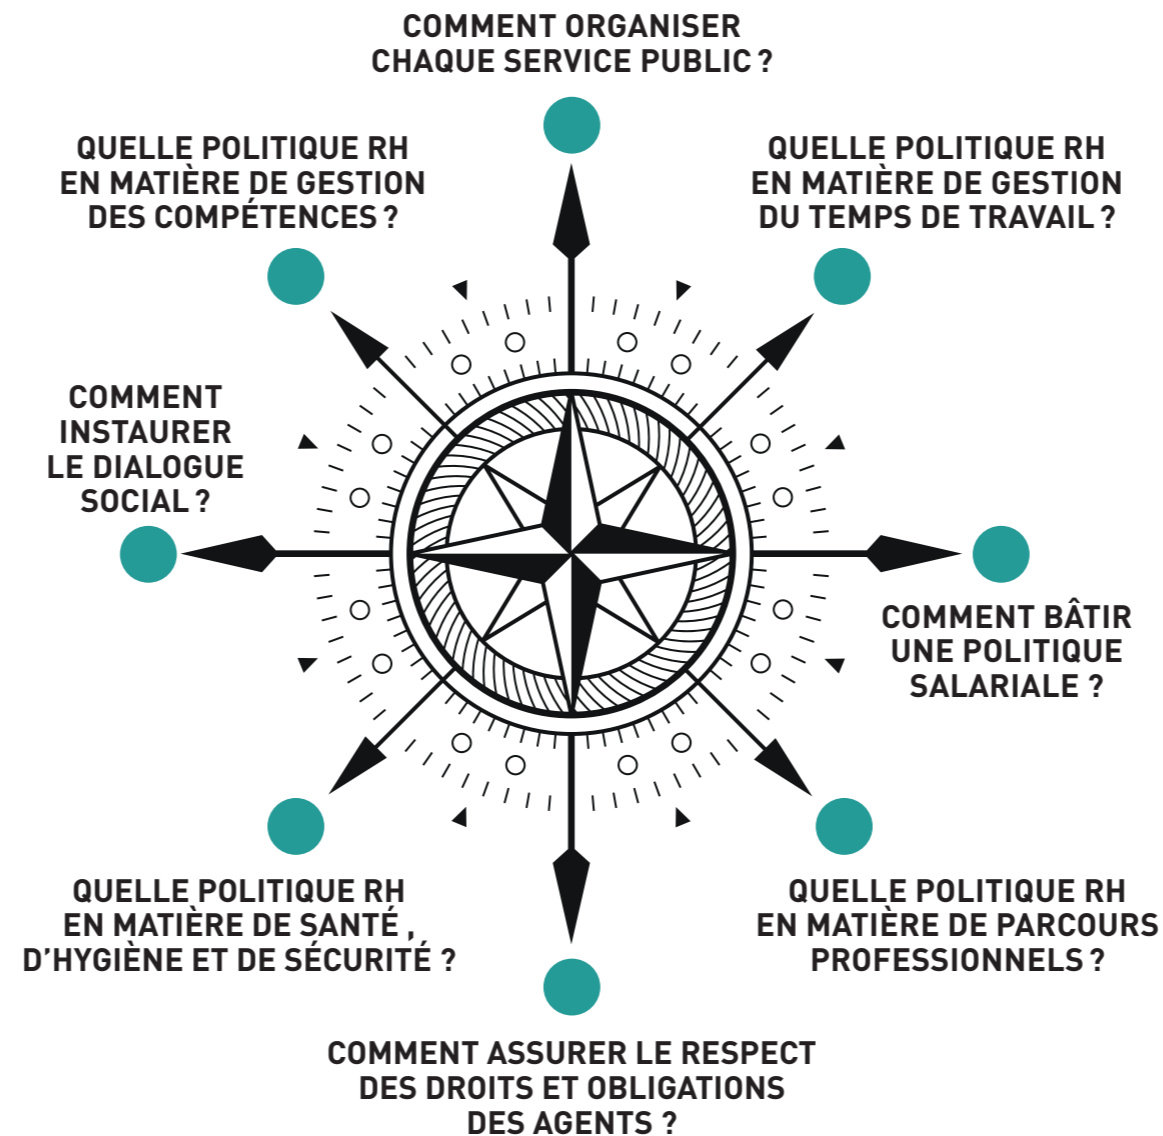 COMMENT ORGANISER
CHAQUE SERVICE PUBLIC ?
QUELLE POLITIQUE RH
EN MATIÈRE DE GESTION
DES COMPÉTENCES ?
QUELLE POLITIQUE RH
EN MATIÈRE DE GESTION
DU TEMPS DE TRAVAIL ?
COMMENT
INSTAURER
LE DIALOGUE
SOCIAL ?
COMMENT BÂTIR
UNE POLITIQUE
SALARIALE ?
QUELLE POLITIQUE RH
EN MATIÈRE DE SANTÉ ,
D’HYGIÈNE ET DE SÉCURITÉ ?
QUELLE POLITIQUE RH
EN MATIÈRE DE PARCOURS
PROFESSIONNELS ?
COMMENT ASSURER LE RESPECT
DES DROITS ET OBLIGATIONS
DES AGENTS ?